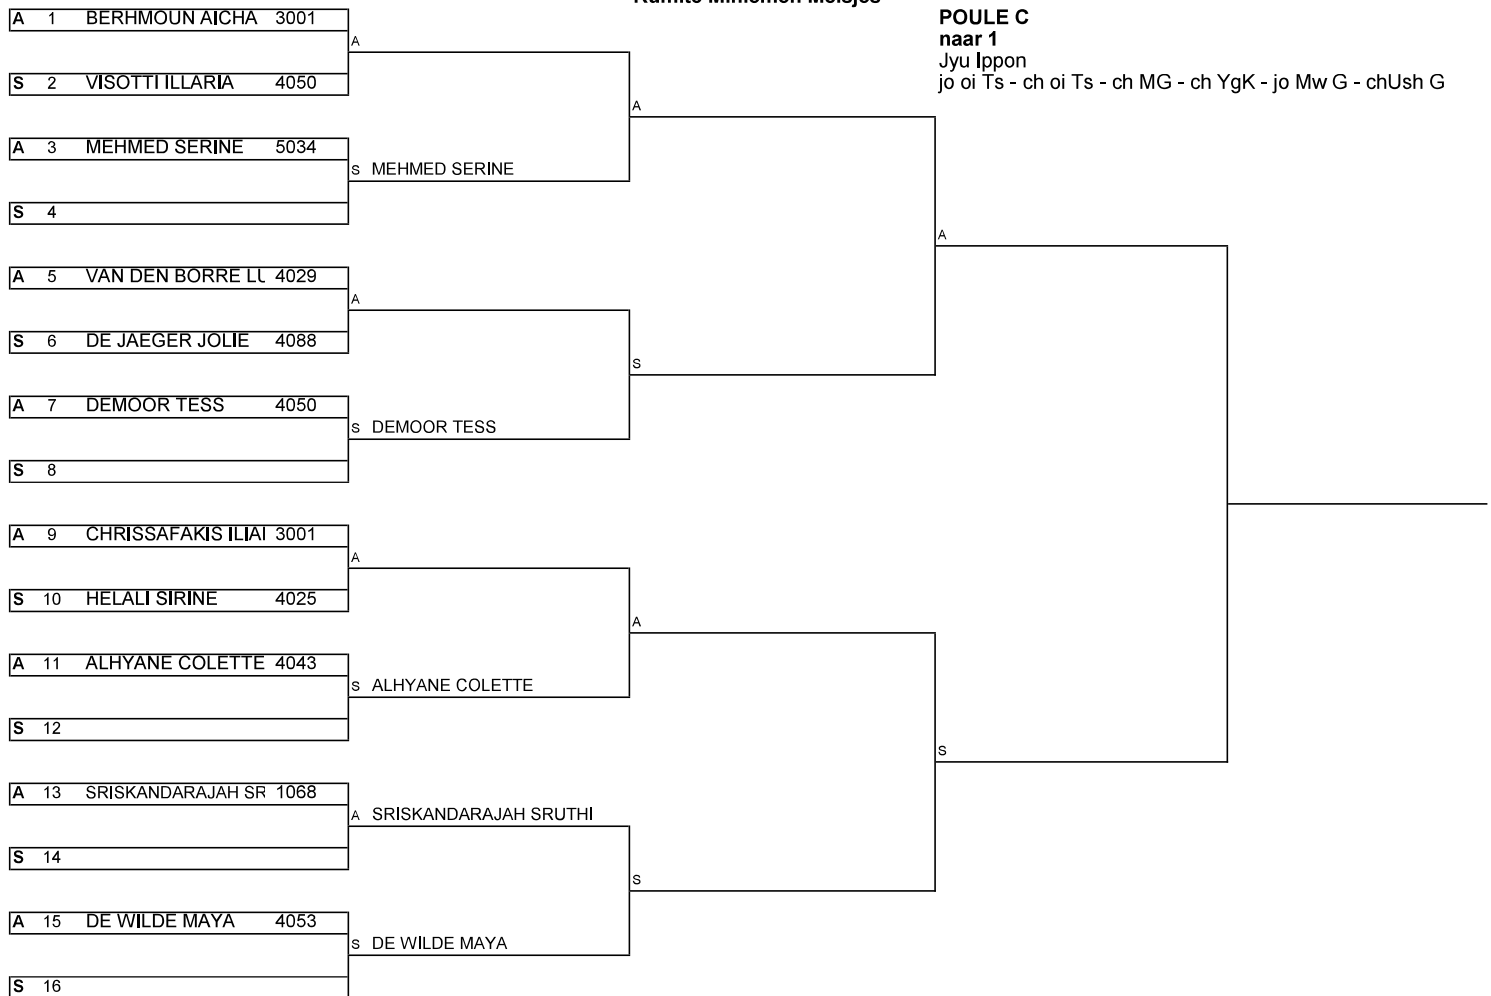 Kumite Miniemen Meisjes
POULE C
naar 1
Jyu Ippon
jo oi Ts - ch oi Ts - ch MG - ch YgK - jo Mw G - chUsh G
A 1 BERHMOUN AICHA 3001
A
S 2 VISOTTI ILLARIA 4050
A
A 3 MEHMED SERINE 5034
S MEHMED SERINE
S 4
A
A 5 VAN DEN BORRE LU 4029
A
S 6 DE JAEGER JOLIE 4088
S
A 7 DEMOOR TESS 4050
S DEMOOR TESS
S 8
A 9 CHRISSAFAKIS ILIAI 3001
A
S 10 HELALI SIRINE 4025
A
A 11 ALHYANE COLETTE 4043
S ALHYANE COLETTE
S 12
S
A 13 SRISKANDARAJAH SR 1068
A SRISKANDARAJAH SRUTHI
S 14
S
A 15 DE WILDE MAYA 4053
S DE WILDE MAYA
S 16